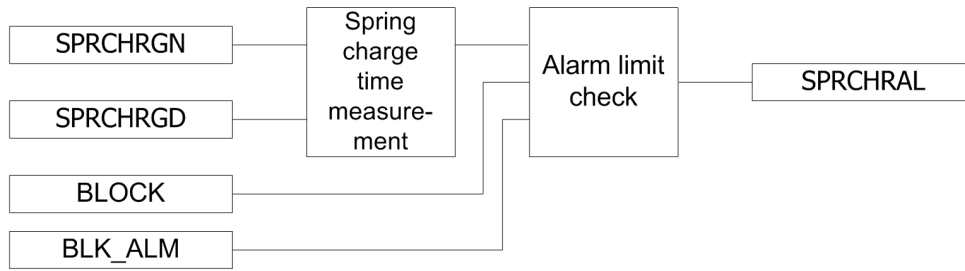 SPRCHRGN
SPRCHRGD
BLOCK
BLK_ALM
Spring
charge
time
measure-
ment
Alarm limit
check
SPRCHRAL